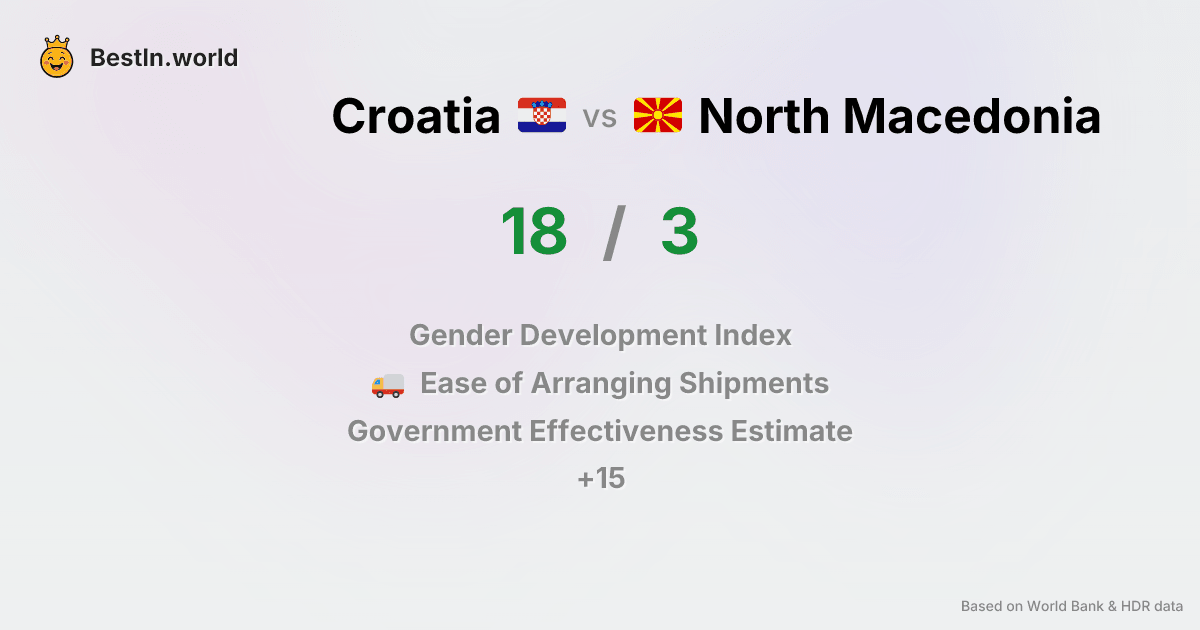 BestIn.world
Croatia vs North Macedonia
18 / 3
Gender Development Index
Ease of Arranging Shipments
Government Effectiveness Estimate
+15
Based on World Bank & HDR data